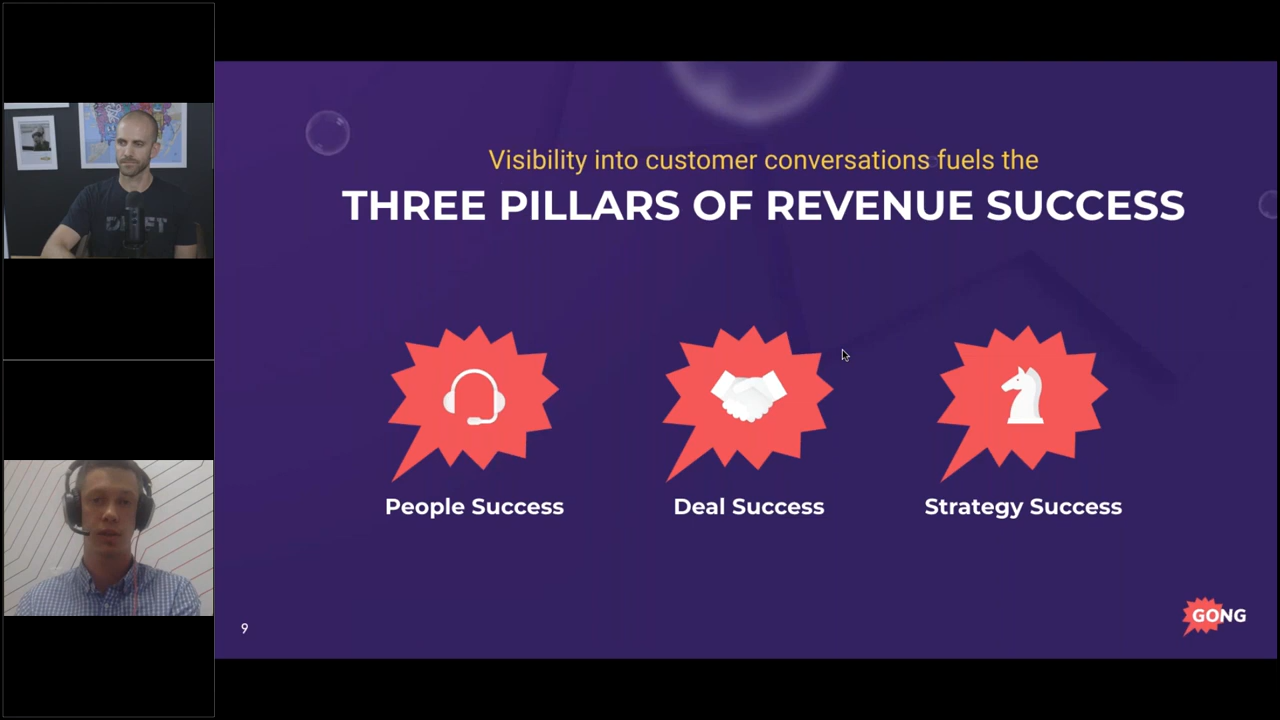 Visibility into customer conversations fuels the
THREE PILLARS OF REVENUE SUCCESS
People Success
Deal Success
Strategy Success
9
GONG
DRIFT